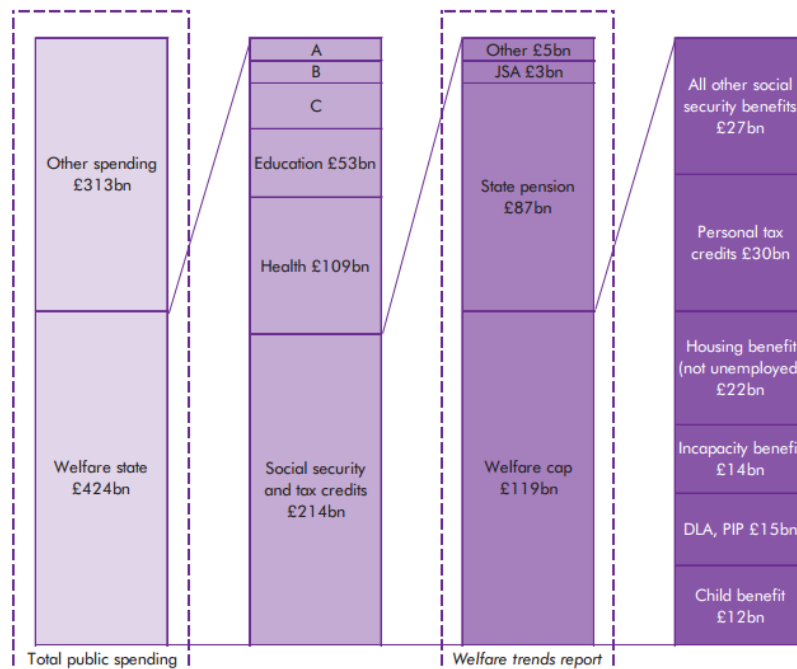 Other spending
£313bn
Welfare state
£424bn
Total public spending
A
B
C
Education £53bn
Health £109bn
Social security
and tax credits
£214bn
Other £5bn
JSA £3bn
State pension
£87bn
Welfare cap
£119bn
Welfare trends report
All other social
security benefits
£27bn
Personal tax
credits £30bn
Housing benefit
(not unemployed
£22bn
Incapacity benefi
£14bn
DLA, PIP £15bn
Child benefit
£12bn